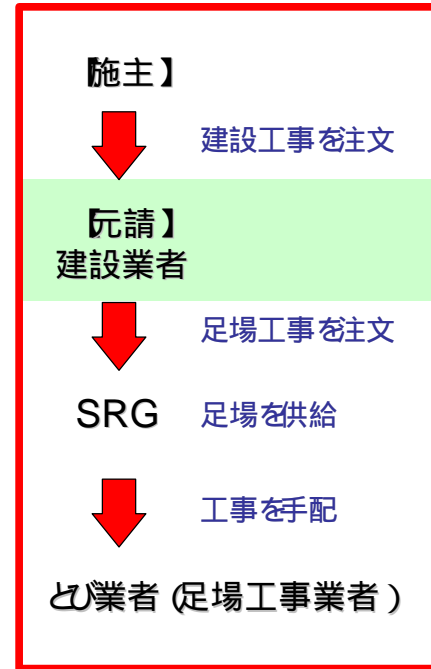 【施主】
建設工事を注文
【元請】
建設業者
足場工事を注文
SRG 足場を供給
工事を手配
とび業者(足場工事業者)